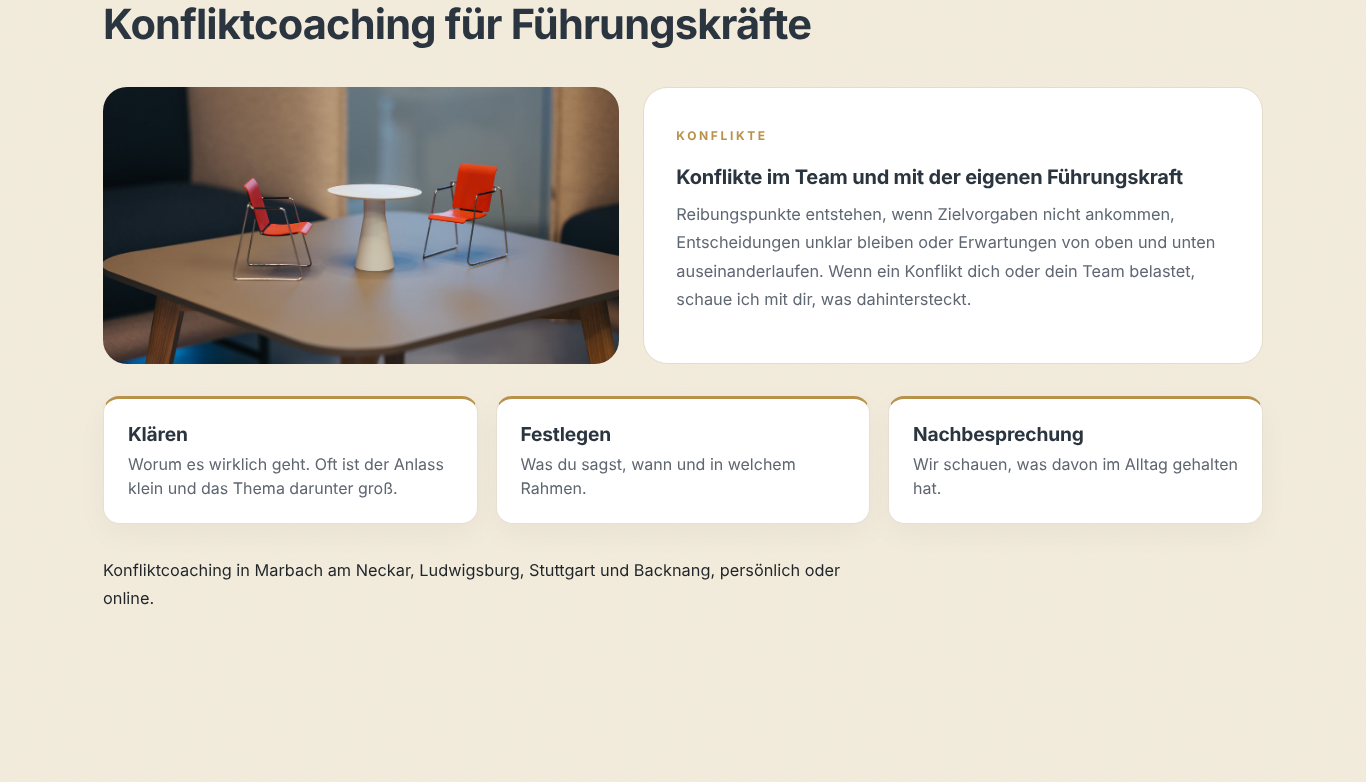 Konfliktcoaching für Führungskräfte
KONFLIKTE
Konflikte im Team und mit der eigenen Führungskraft
Reibungspunkte entstehen, wenn Zielvorgaben nicht ankommen,
Entscheidungen unklar bleiben oder Erwartungen von oben und unten
auseinanderlaufen. Wenn ein Konflikt dich oder dein Team belastet,
schaue ich mit dir, was dahintersteckt.
Klären
Worum es wirklich geht. Oft ist der Anlass
klein und das Thema darunter groß.
Festlegen
Was du sagst, wann und in welchem
Rahmen.
Nachbesprechung
Wir schauen, was davon im Alltag gehalten
hat.
Konfliktcoaching in Marbach am Neckar, Ludwigsburg, Stuttgart und Backnang, persönlich oder
online.